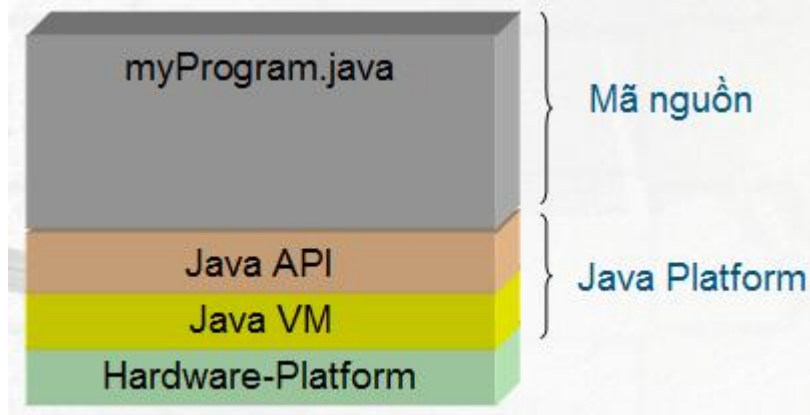 myProgram.java
Mã nguồn
Java API
Java Platform
Java VM
Hardware-Platform